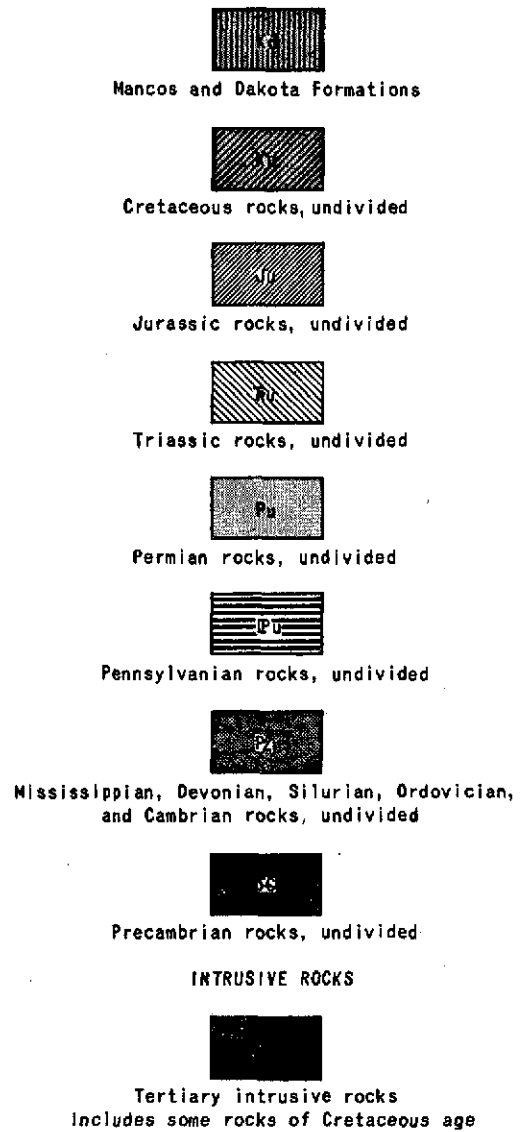 Mancos and Dakota Formations
Cretaceous rocks, undivided
Ju
Jurassic rocks, undivided
Triassic rocks, undivided
Pu
Permian rocks, undivided
Pennsylvanian rocks, undivided
Mississippian, Devonian, Silurian, Ordovician,
and Cambrian rocks, undivided
Precambrian rocks, undivided
INTRUSIVE ROCKS
Tertiary intrusive rocks
Includes some rocks of Cretaceous age